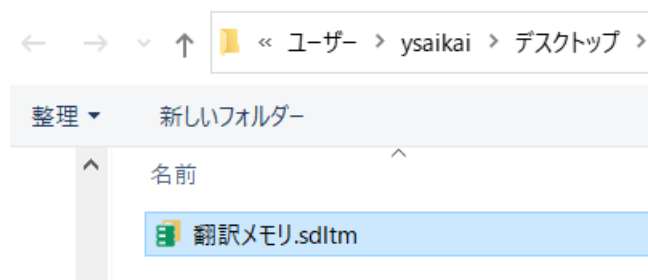 « ユーザー > ysaikai > デスクトップ >
整理 新しいフォルダー
名前
翻訳メモリ.sdltm